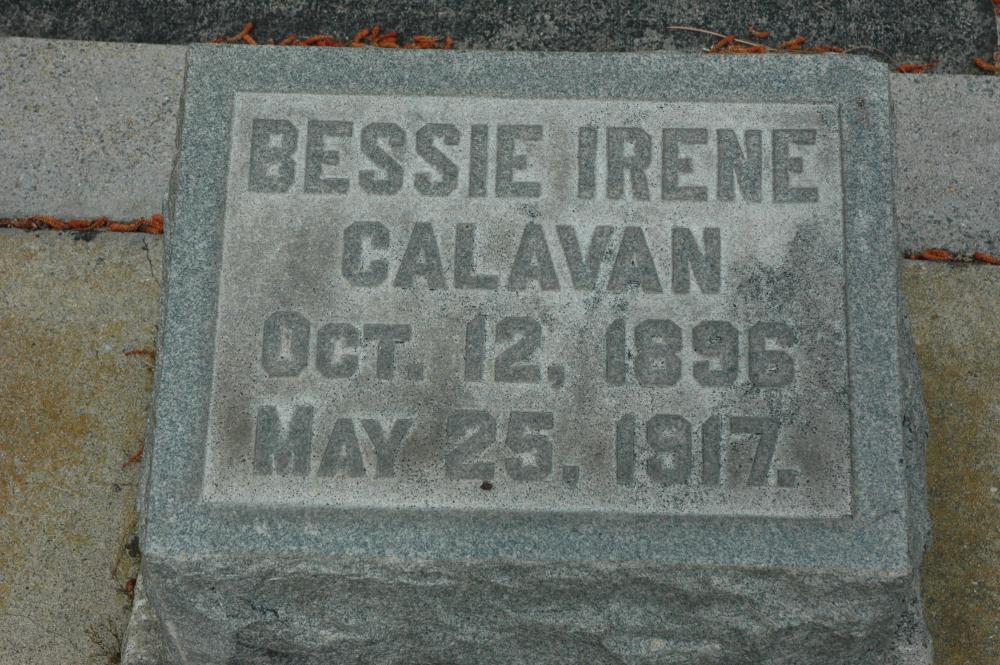 BESSIE IRENE
CALAVAN
OCT. 12, 1896
MAY 25, 1917.